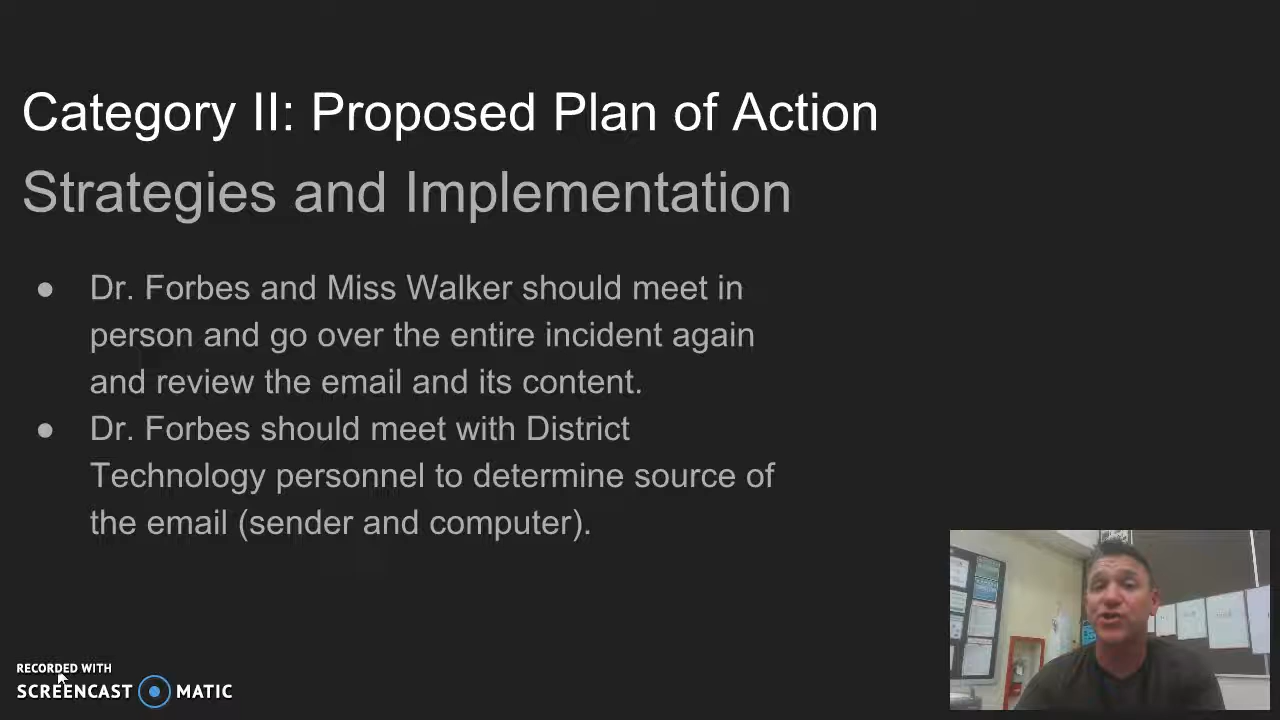 Category II: Proposed Plan of Action
Strategies and Implementation
● Dr. Forbes and Miss Walker should meet in
person and go over the entire incident again
and review the email and its content.
● Dr. Forbes should meet with District
Technology personnel to determine source of
the email (sender and computer).
RECORDED WITH
SCREENCAST MATIC